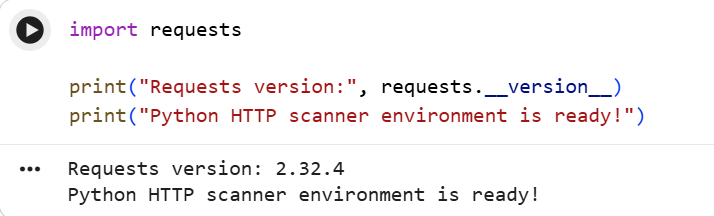 import requests
print("Requests version:", requests.__version__)
print("Python HTTP scanner environment is ready!")
Requests version: 2.32.4
Python HTTP scanner environment is ready!